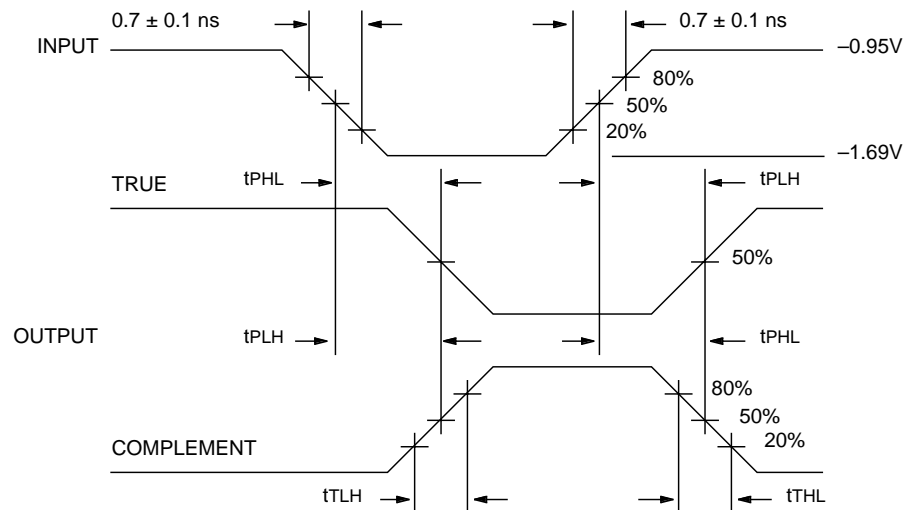 0.7 ± 0.1 ns 0.7 ± 0.1 ns
INPUT –0.95V
80%
50%
20%
–1.69V
tPHL tPLH
TRUE
50%
OUTPUT tPLH tPHL
80%
50%
20%
COMPLEMENT
tTLH tTHL